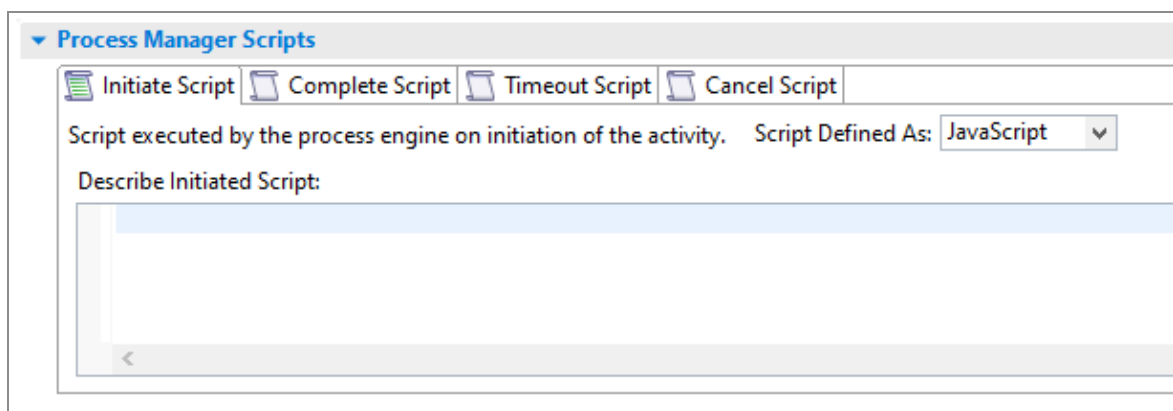 Process Manager Scripts
Initiate Script Complete Script Timeout Script Cancel Script
Script executed by the process engine on initiation of the activity. Script Defined As: JavaScript
Describe Initiated Script: